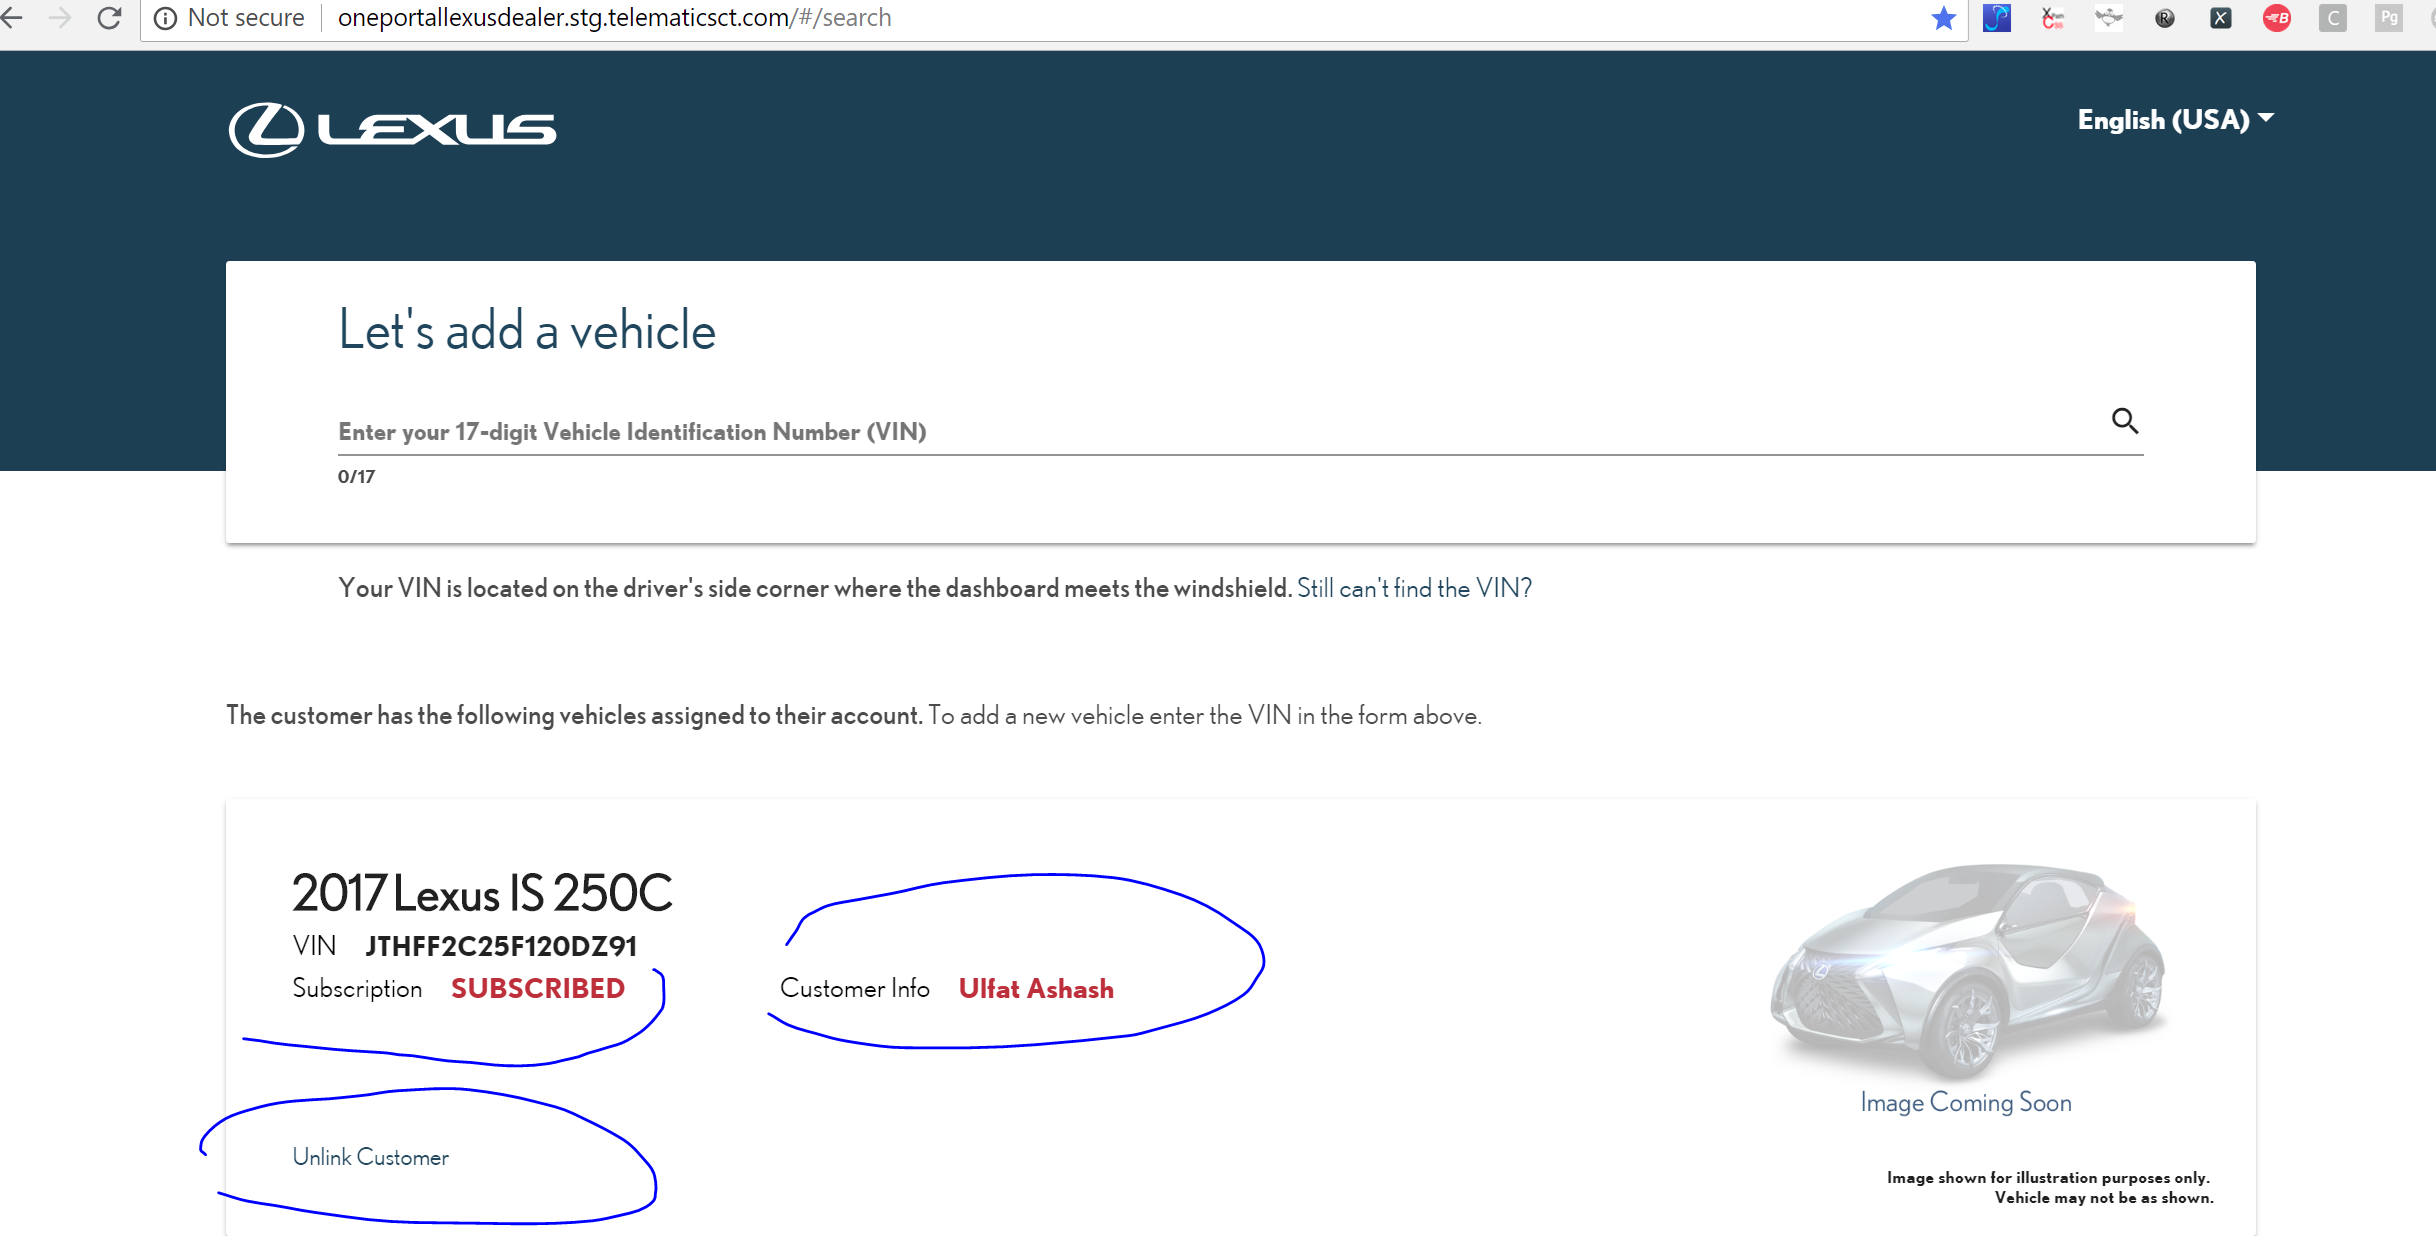 Not secure oneportallexusdealer.stg.telematicsct.com/#/search
LEXUS
English (USA)
Let's add a vehicle
Enter your 17-digit Vehicle Identification Number (VIN)
0/17
Your VIN is located on the driver's side corner where the dashboard meets the windshield. Still can't find the VIN?
The customer has the following vehicles assigned to their account. To add a new vehicle enter the VIN in the form above.
2017 Lexus IS 250C
VIN JTHFF2C25F120DZ91
Subscription SUBSCRIBED
Customer Info Ulfat Ashash
Unlink Customer
Image Coming Soon
Image shown for illustration purposes only.
Vehicle may not be as shown.